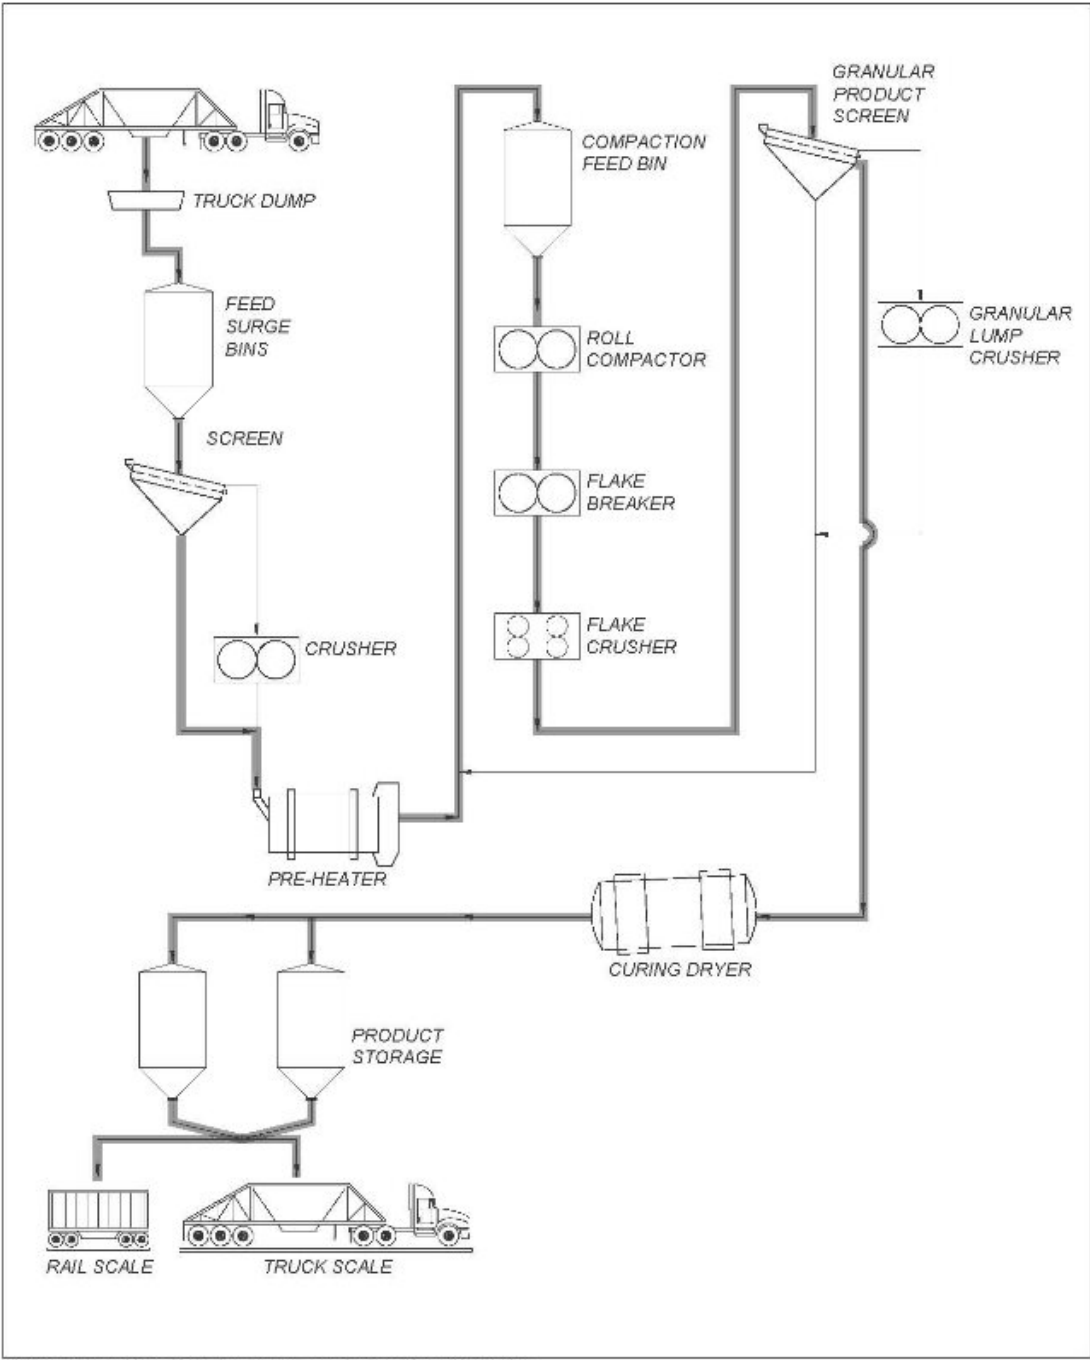 GRANULAR
PRODUCT
SCREEN
COMPACTION
FEED BIN
TRUCK DUMP
FEED
SURGE
BINS
GRANULAR
LUMP
CRUSHER
ROLL
COMPACTOR
SCREEN
FLAKE
BREAKER
FLAKE
CRUSHER
CRUSHER
PRE-HEATER
CURING DRYER
PRODUCT
STORAGE
RAIL SCALE
TRUCK SCALE